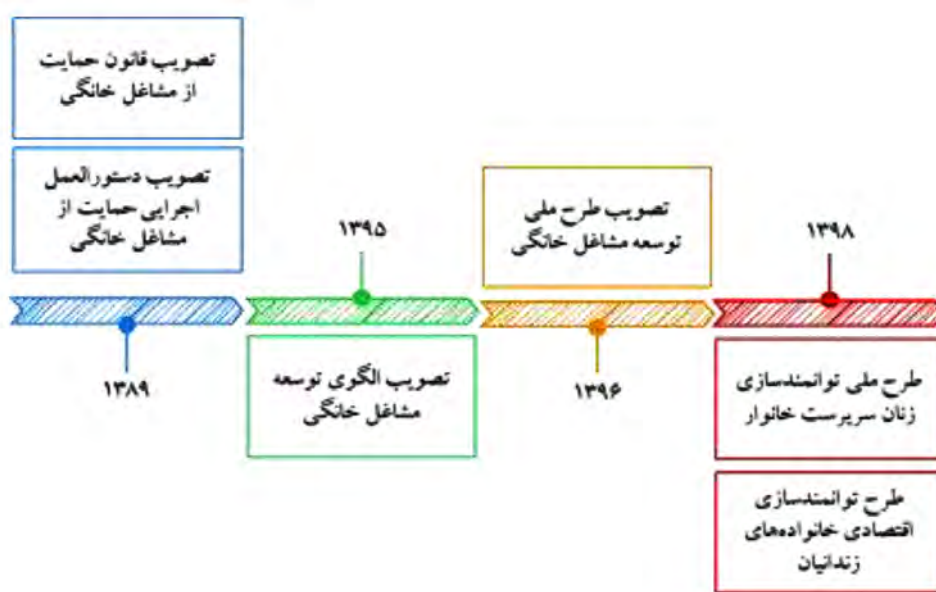 تصویب قانون حمایت
از مشاغل خانگی
تصویب دستورالعمل
اجرایی حمایت از
مشاغل خانگی
۱۳۸۹
۱۳۹۵
تصویب الگوی توسعه
مشاغل خانگی
تصویب طرح ملی
توسعه مشاغل خانگی
۱۳۹۶
۱۳۹۸
طرح ملی توانمندسازی
زنان سرپرست خانوار
طرح توانمندسازی
اقتصادی خانواده‌های
زندانیان